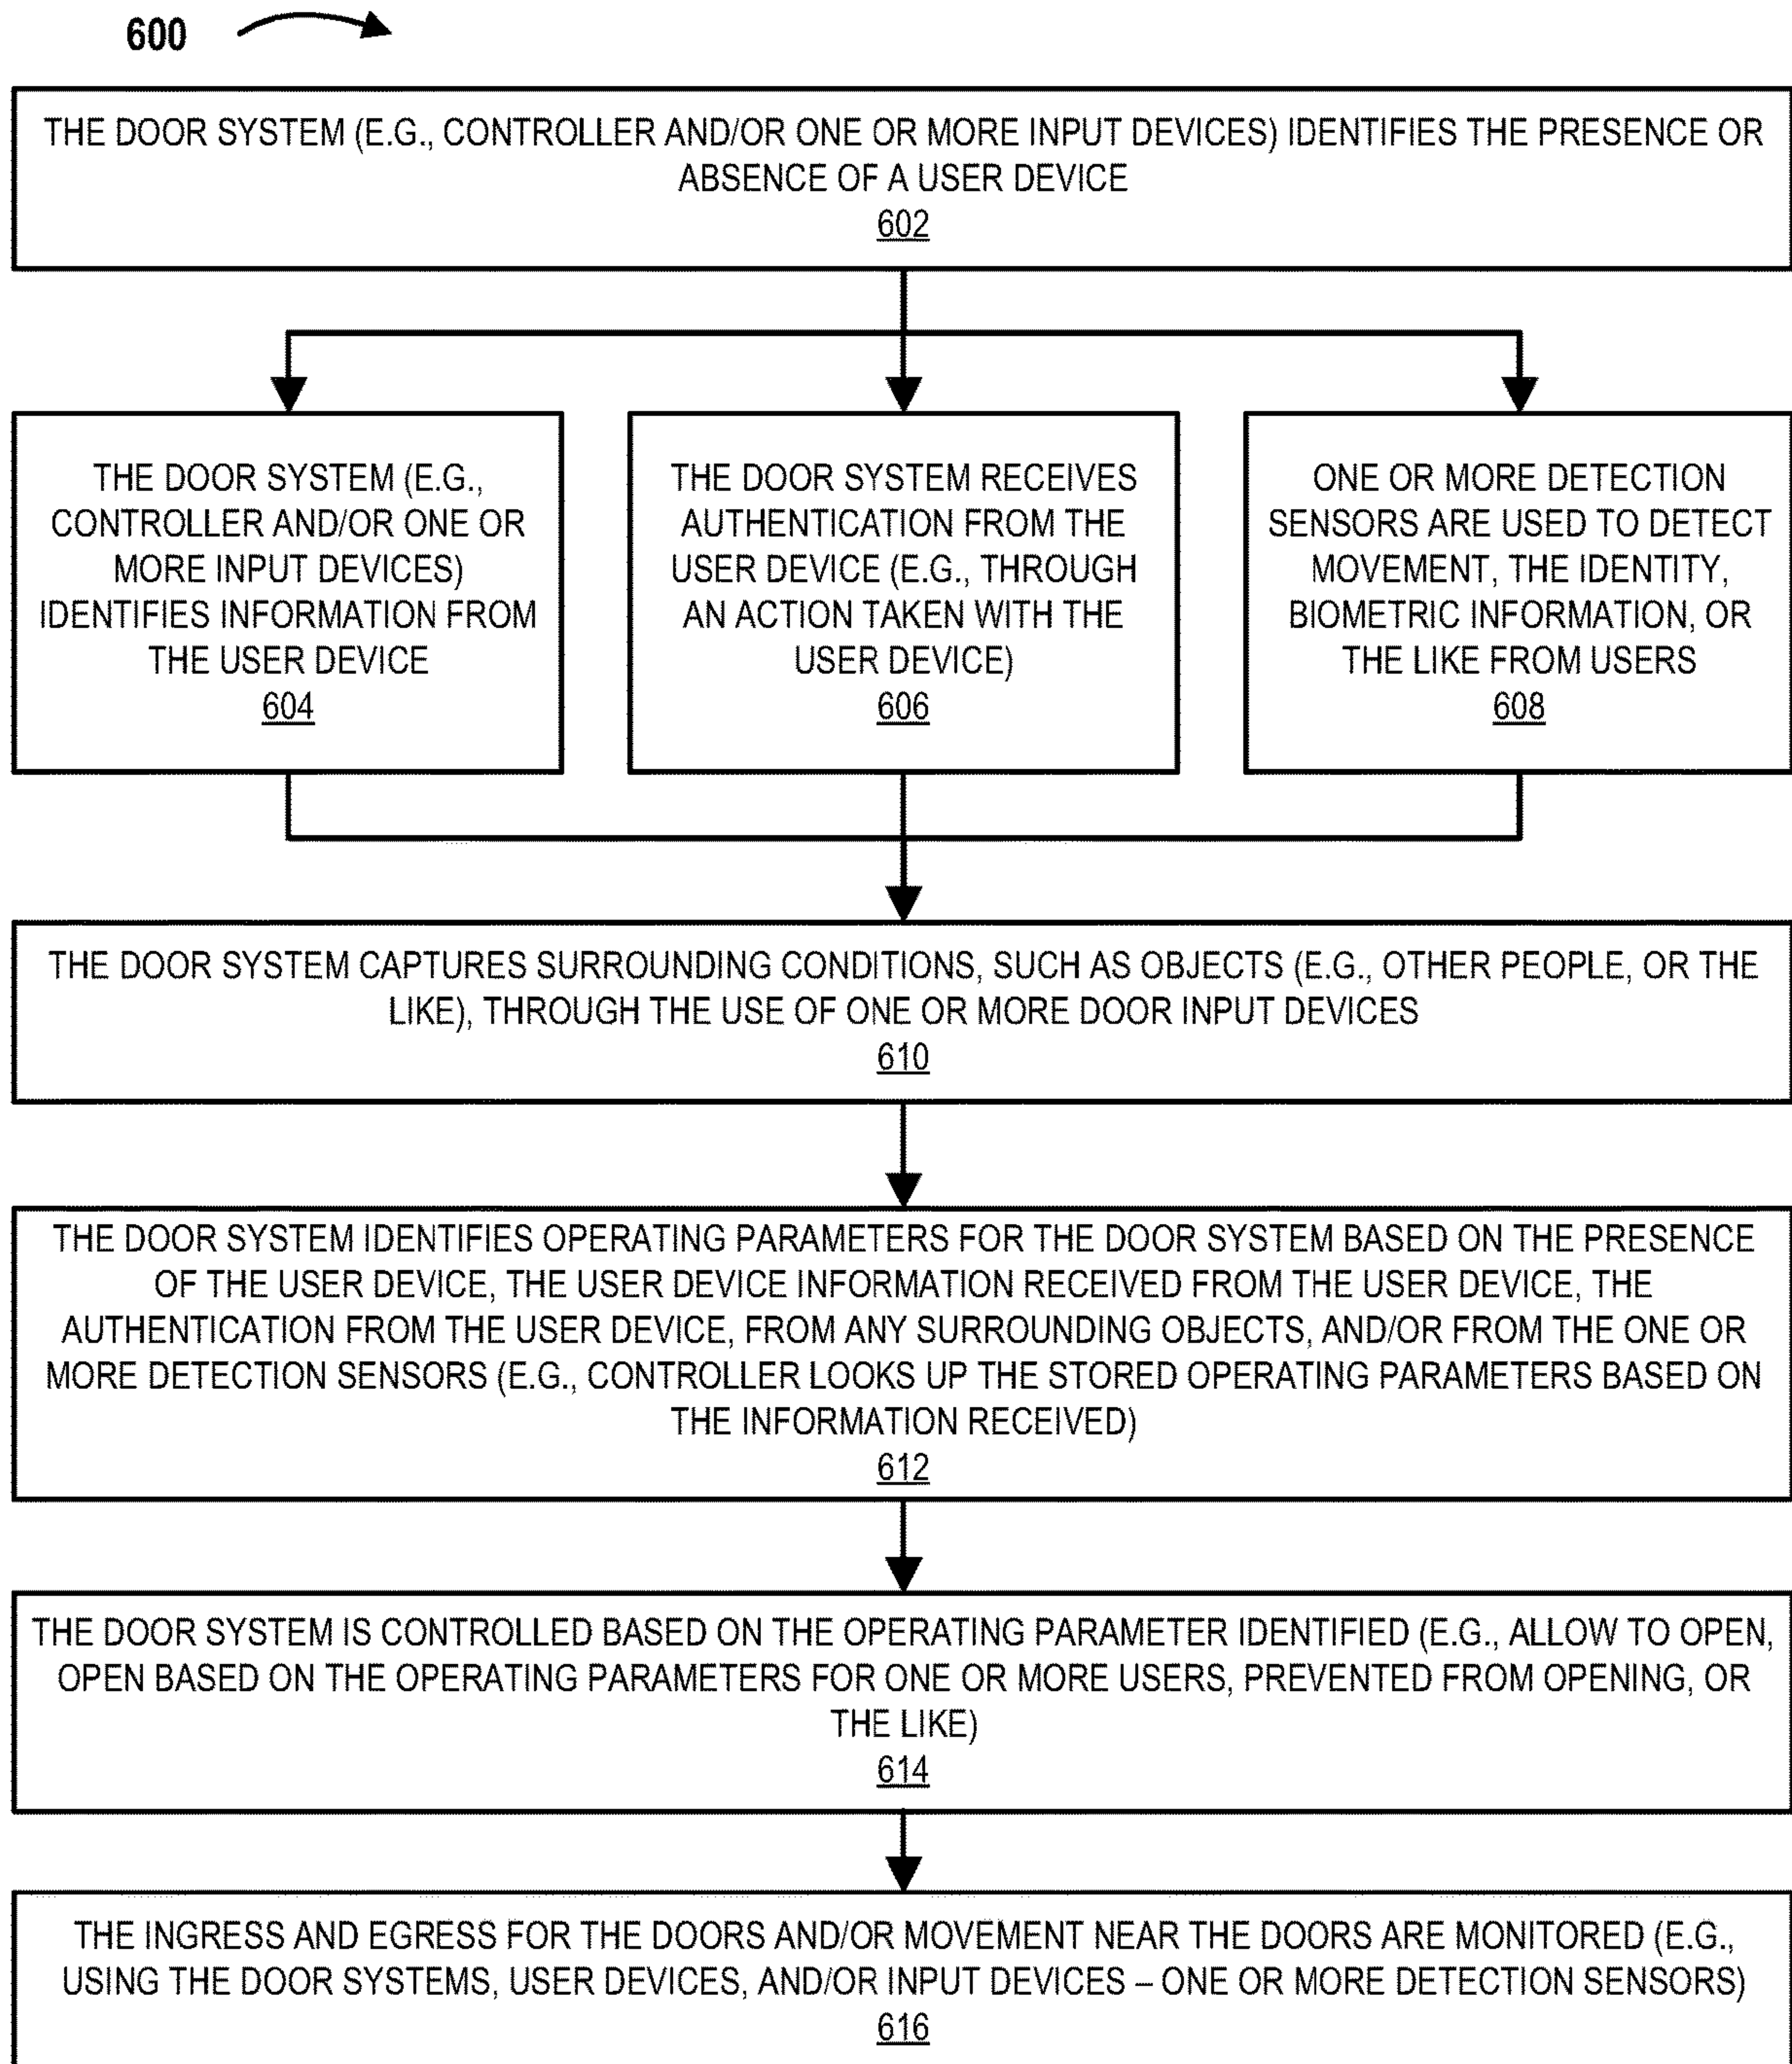 600
THE DOOR SYSTEM (E.G., CONTROLLER AND/OR ONE OR MORE INPUT DEVICES) IDENTIFIES THE PRESENCE OR
ABSENCE OF A USER DEVICE
602
THE DOOR SYSTEM (E.G.,
CONTROLLER AND/OR ONE OR
MORE INPUT DEVICES)
IDENTIFIES INFORMATION FROM
THE USER DEVICE
604
THE DOOR SYSTEM RECEIVES
AUTHENTICATION FROM THE
USER DEVICE (E.G., THROUGH
AN ACTION TAKEN WITH THE
USER DEVICE)
606
ONE OR MORE DETECTION
SENSORS ARE USED TO DETECT
MOVEMENT, THE IDENTITY,
BIOMETRIC INFORMATION, OR
THE LIKE FROM USERS
608
THE DOOR SYSTEM CAPTURES SURROUNDING CONDITIONS, SUCH AS OBJECTS (E.G., OTHER PEOPLE, OR THE
LIKE), THROUGH THE USE OF ONE OR MORE DOOR INPUT DEVICES
610
THE DOOR SYSTEM IDENTIFIES OPERATING PARAMETERS FOR THE DOOR SYSTEM BASED ON THE PRESENCE
OF THE USER DEVICE, THE USER DEVICE INFORMATION RECEIVED FROM THE USER DEVICE, THE
AUTHENTICATION FROM THE USER DEVICE, FROM ANY SURROUNDING OBJECTS, AND/OR FROM THE ONE OR
MORE DETECTION SENSORS (E.G., CONTROLLER LOOKS UP THE STORED OPERATING PARAMETERS BASED ON
THE INFORMATION RECEIVED)
612
THE DOOR SYSTEM IS CONTROLLED BASED ON THE OPERATING PARAMETER IDENTIFIED (E.G., ALLOW TO OPEN,
OPEN BASED ON THE OPERATING PARAMETERS FOR ONE OR MORE USERS, PREVENTED FROM OPENING, OR
THE LIKE)
614
THE INGRESS AND EGRESS FOR THE DOORS AND/OR MOVEMENT NEAR THE DOORS ARE MONITORED (E.G.,
USING THE DOOR SYSTEMS, USER DEVICES, AND/OR INPUT DEVICES – ONE OR MORE DETECTION SENSORS)
616